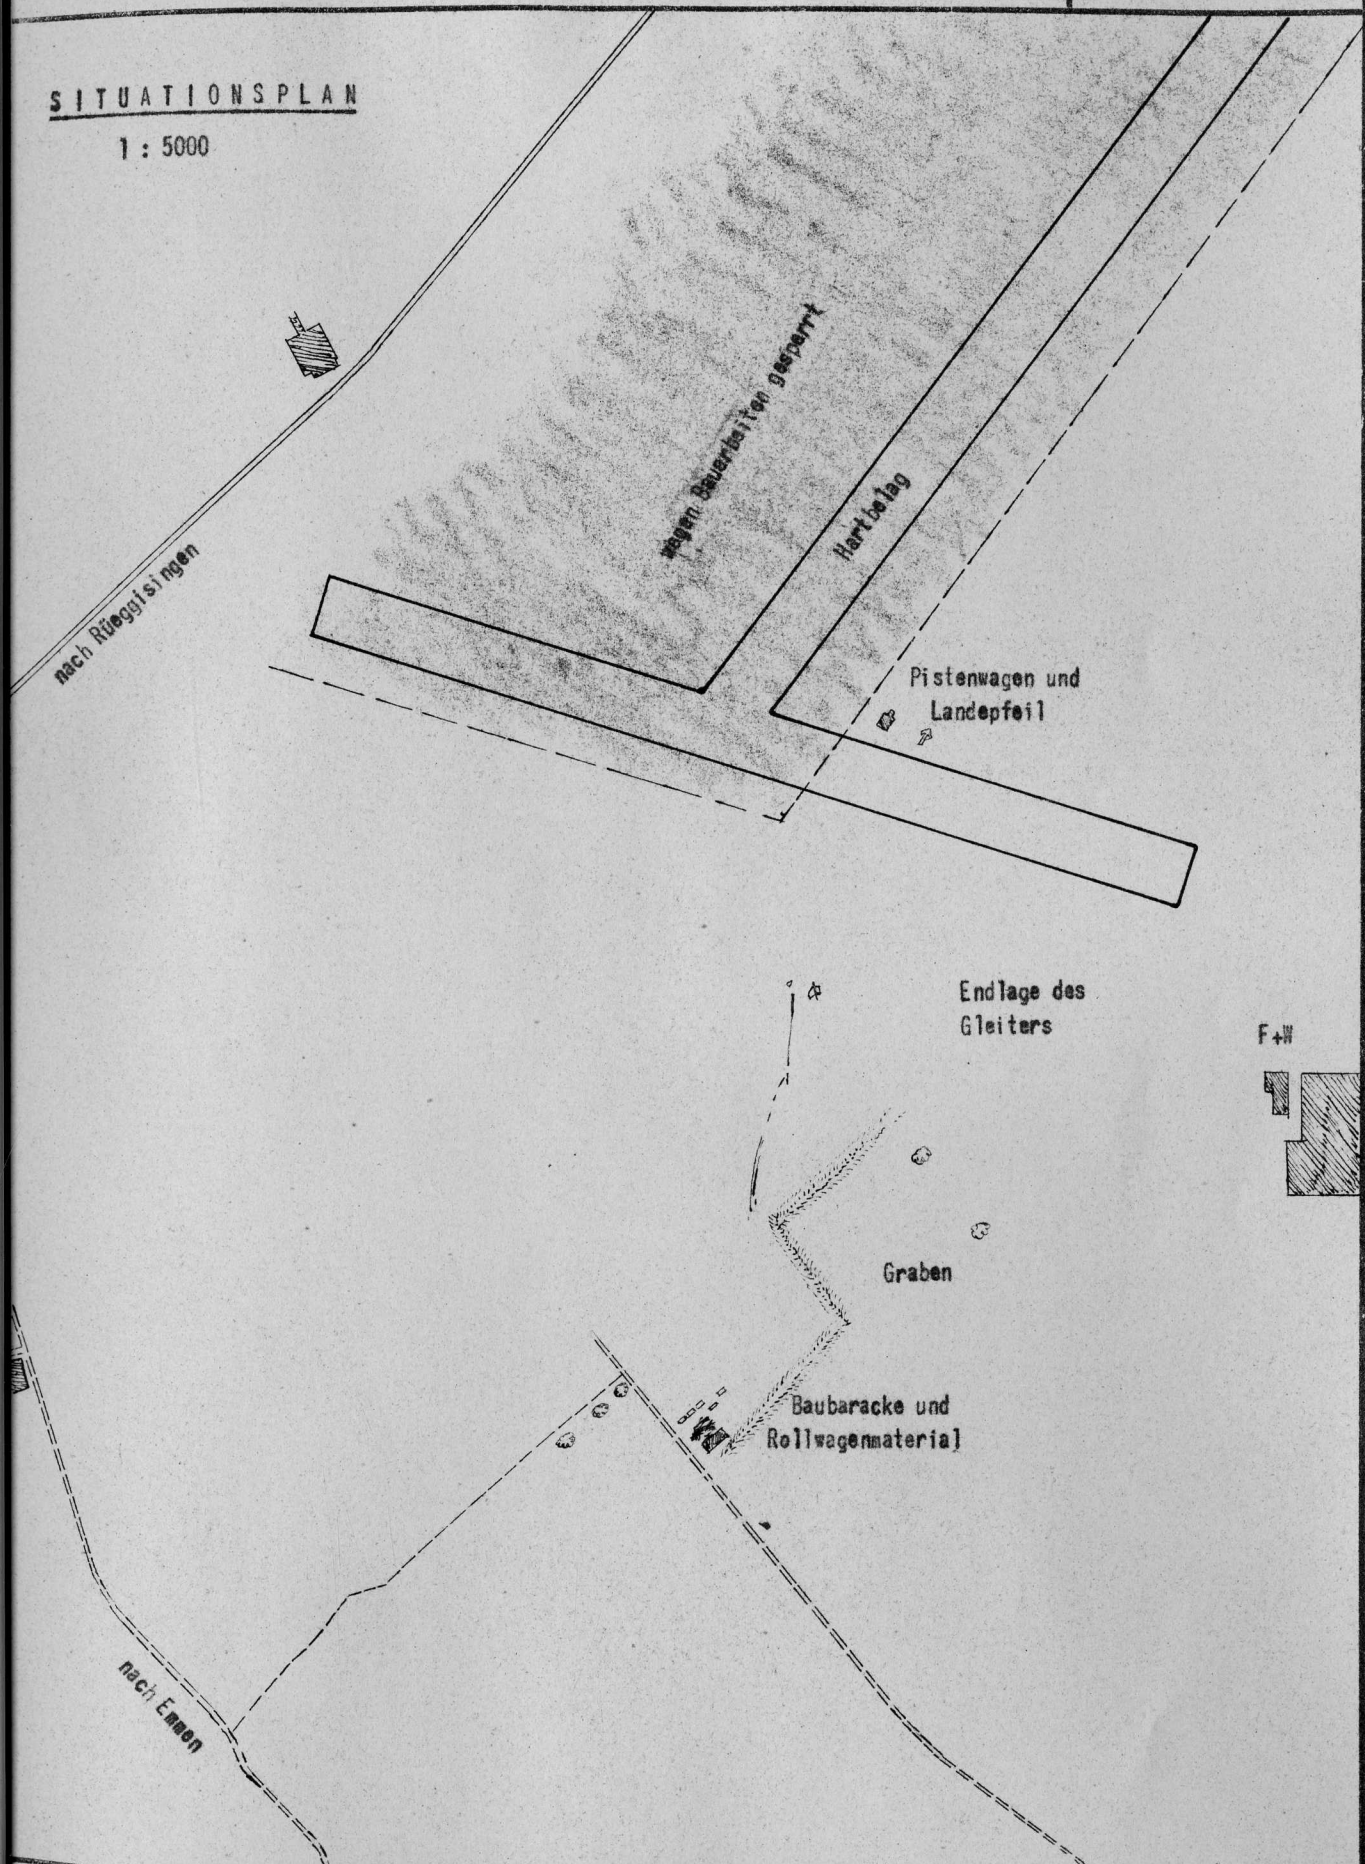 SITUATIONSPLAN
1 : 5000
wegen Bauarbeiten gesperrt
Hartbelag
nach Rüeggisingen
Pistenwagen und
Landepfeil
Endlage des
Gleiters
F+W
Graben
Baubaracke und
Rollwagenmaterial
nach Emmen